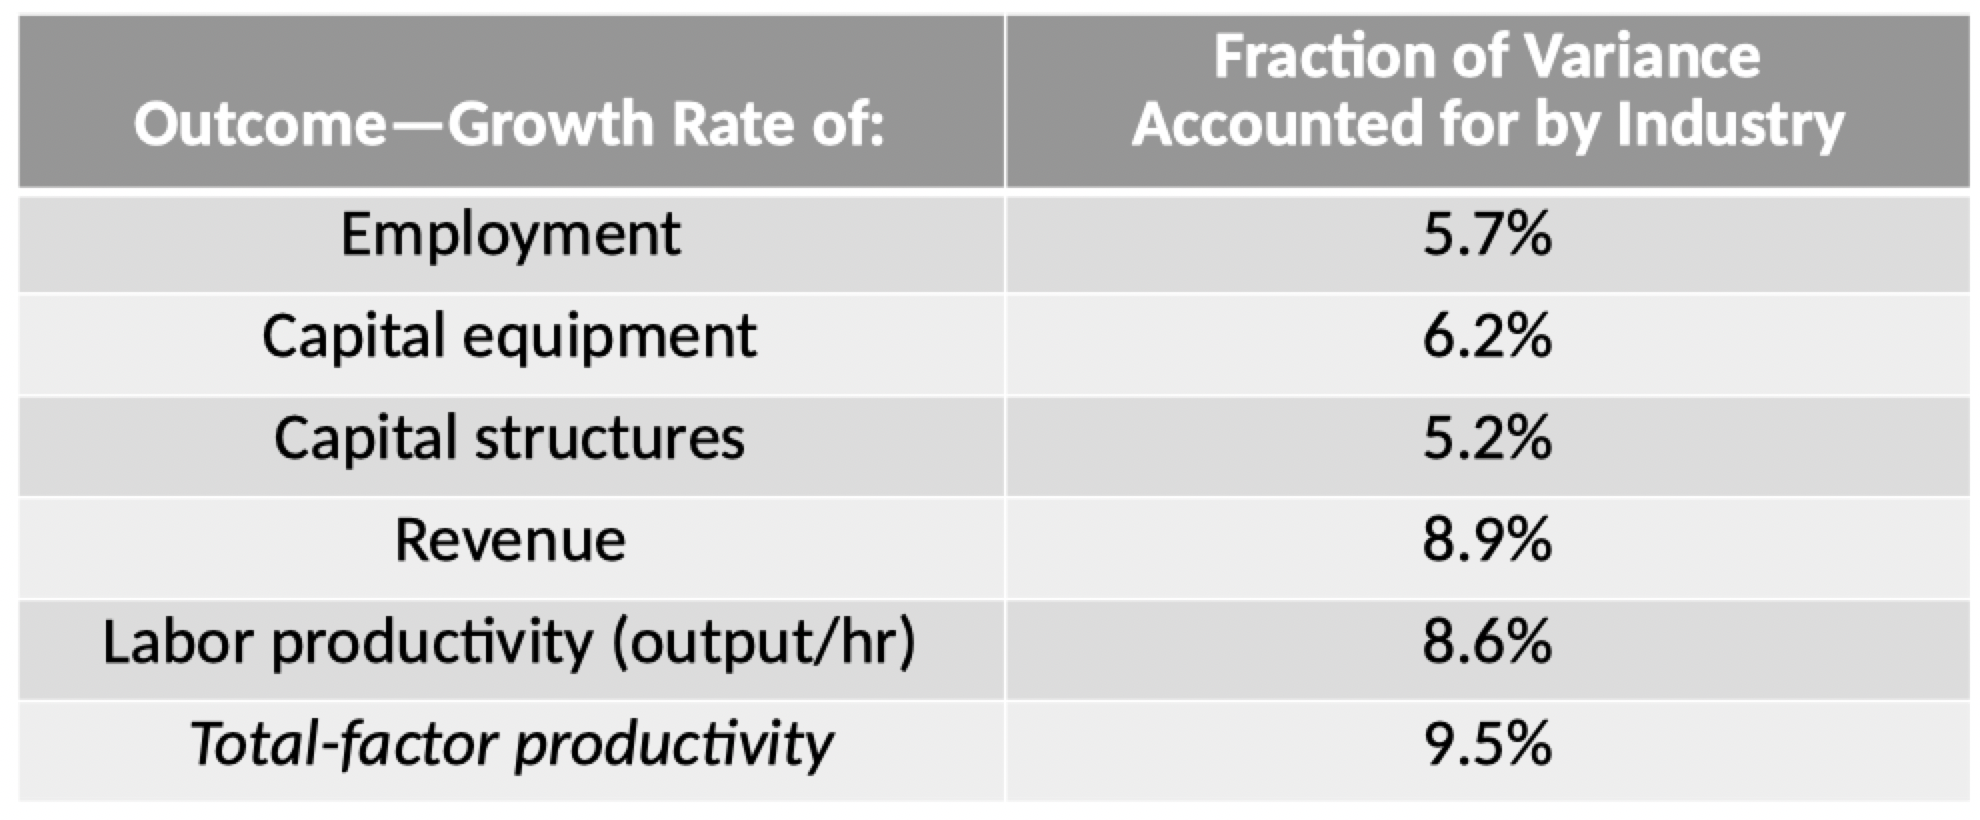 Outcome—Growth Rate of:
Fraction of Variance
Accounted for by Industry
Employment 5.7%
Capital equipment 6.2%
Capital structures 5.2%
Revenue 8.9%
Labor productivity (output/hr) 8.6%
Total-factor productivity 9.5%